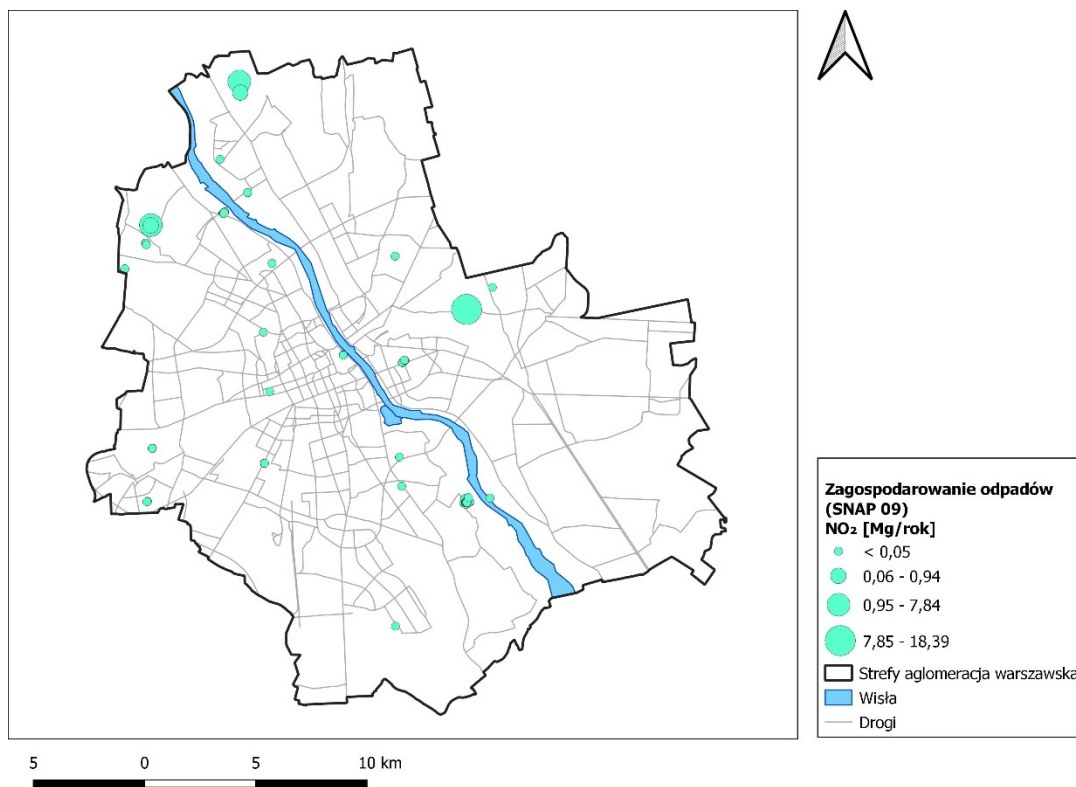 Zagospodarowanie odpadów
(SNAP 09)
NO₂ [Mg/rok]
< 0,05
0,06 - 0,94
0,95 - 7,84
7,85 - 18,39
Strefy aglomeracja warszawska
Wisła
Drogi
5 0 5 10 km